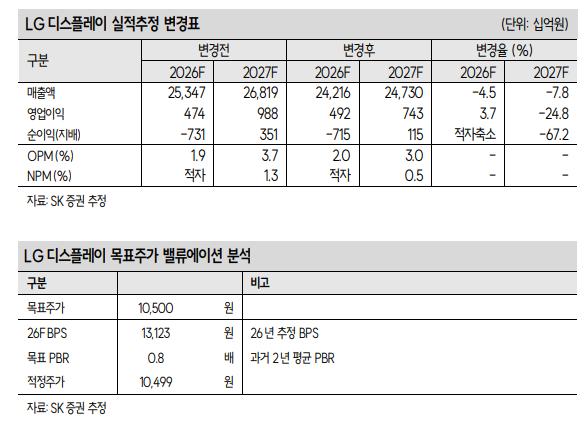 LG 디스플레이 실적추정 변경표 (단위: 십억원)
구분 변경전 변경후 변경율 (%)
2026F 2027F 2026F 2027F 2026F 2027F
매출액 25,347 26,819 24,216 24,730 -4.5 -7.8
영업이익 474 988 492 743 3.7 -24.8
순이익(지배) -731 351 -715 115 적자축소 -67.2
OPM(%) 1.9 3.7 2.0 3.0 - -
NPM(%) 적자 1.3 적자 0.5 - -
자료: SK 증권 추정
LG 디스플레이 목표주가 밸류에이션 분석
구분 비고
목표주가 10,500 원
26F BPS 13,123 원 26년 추정 BPS
목표 PBR 0.8 배 과거 2년 평균 PBR
적정주가 10,499 원
자료: SK 증권 추정